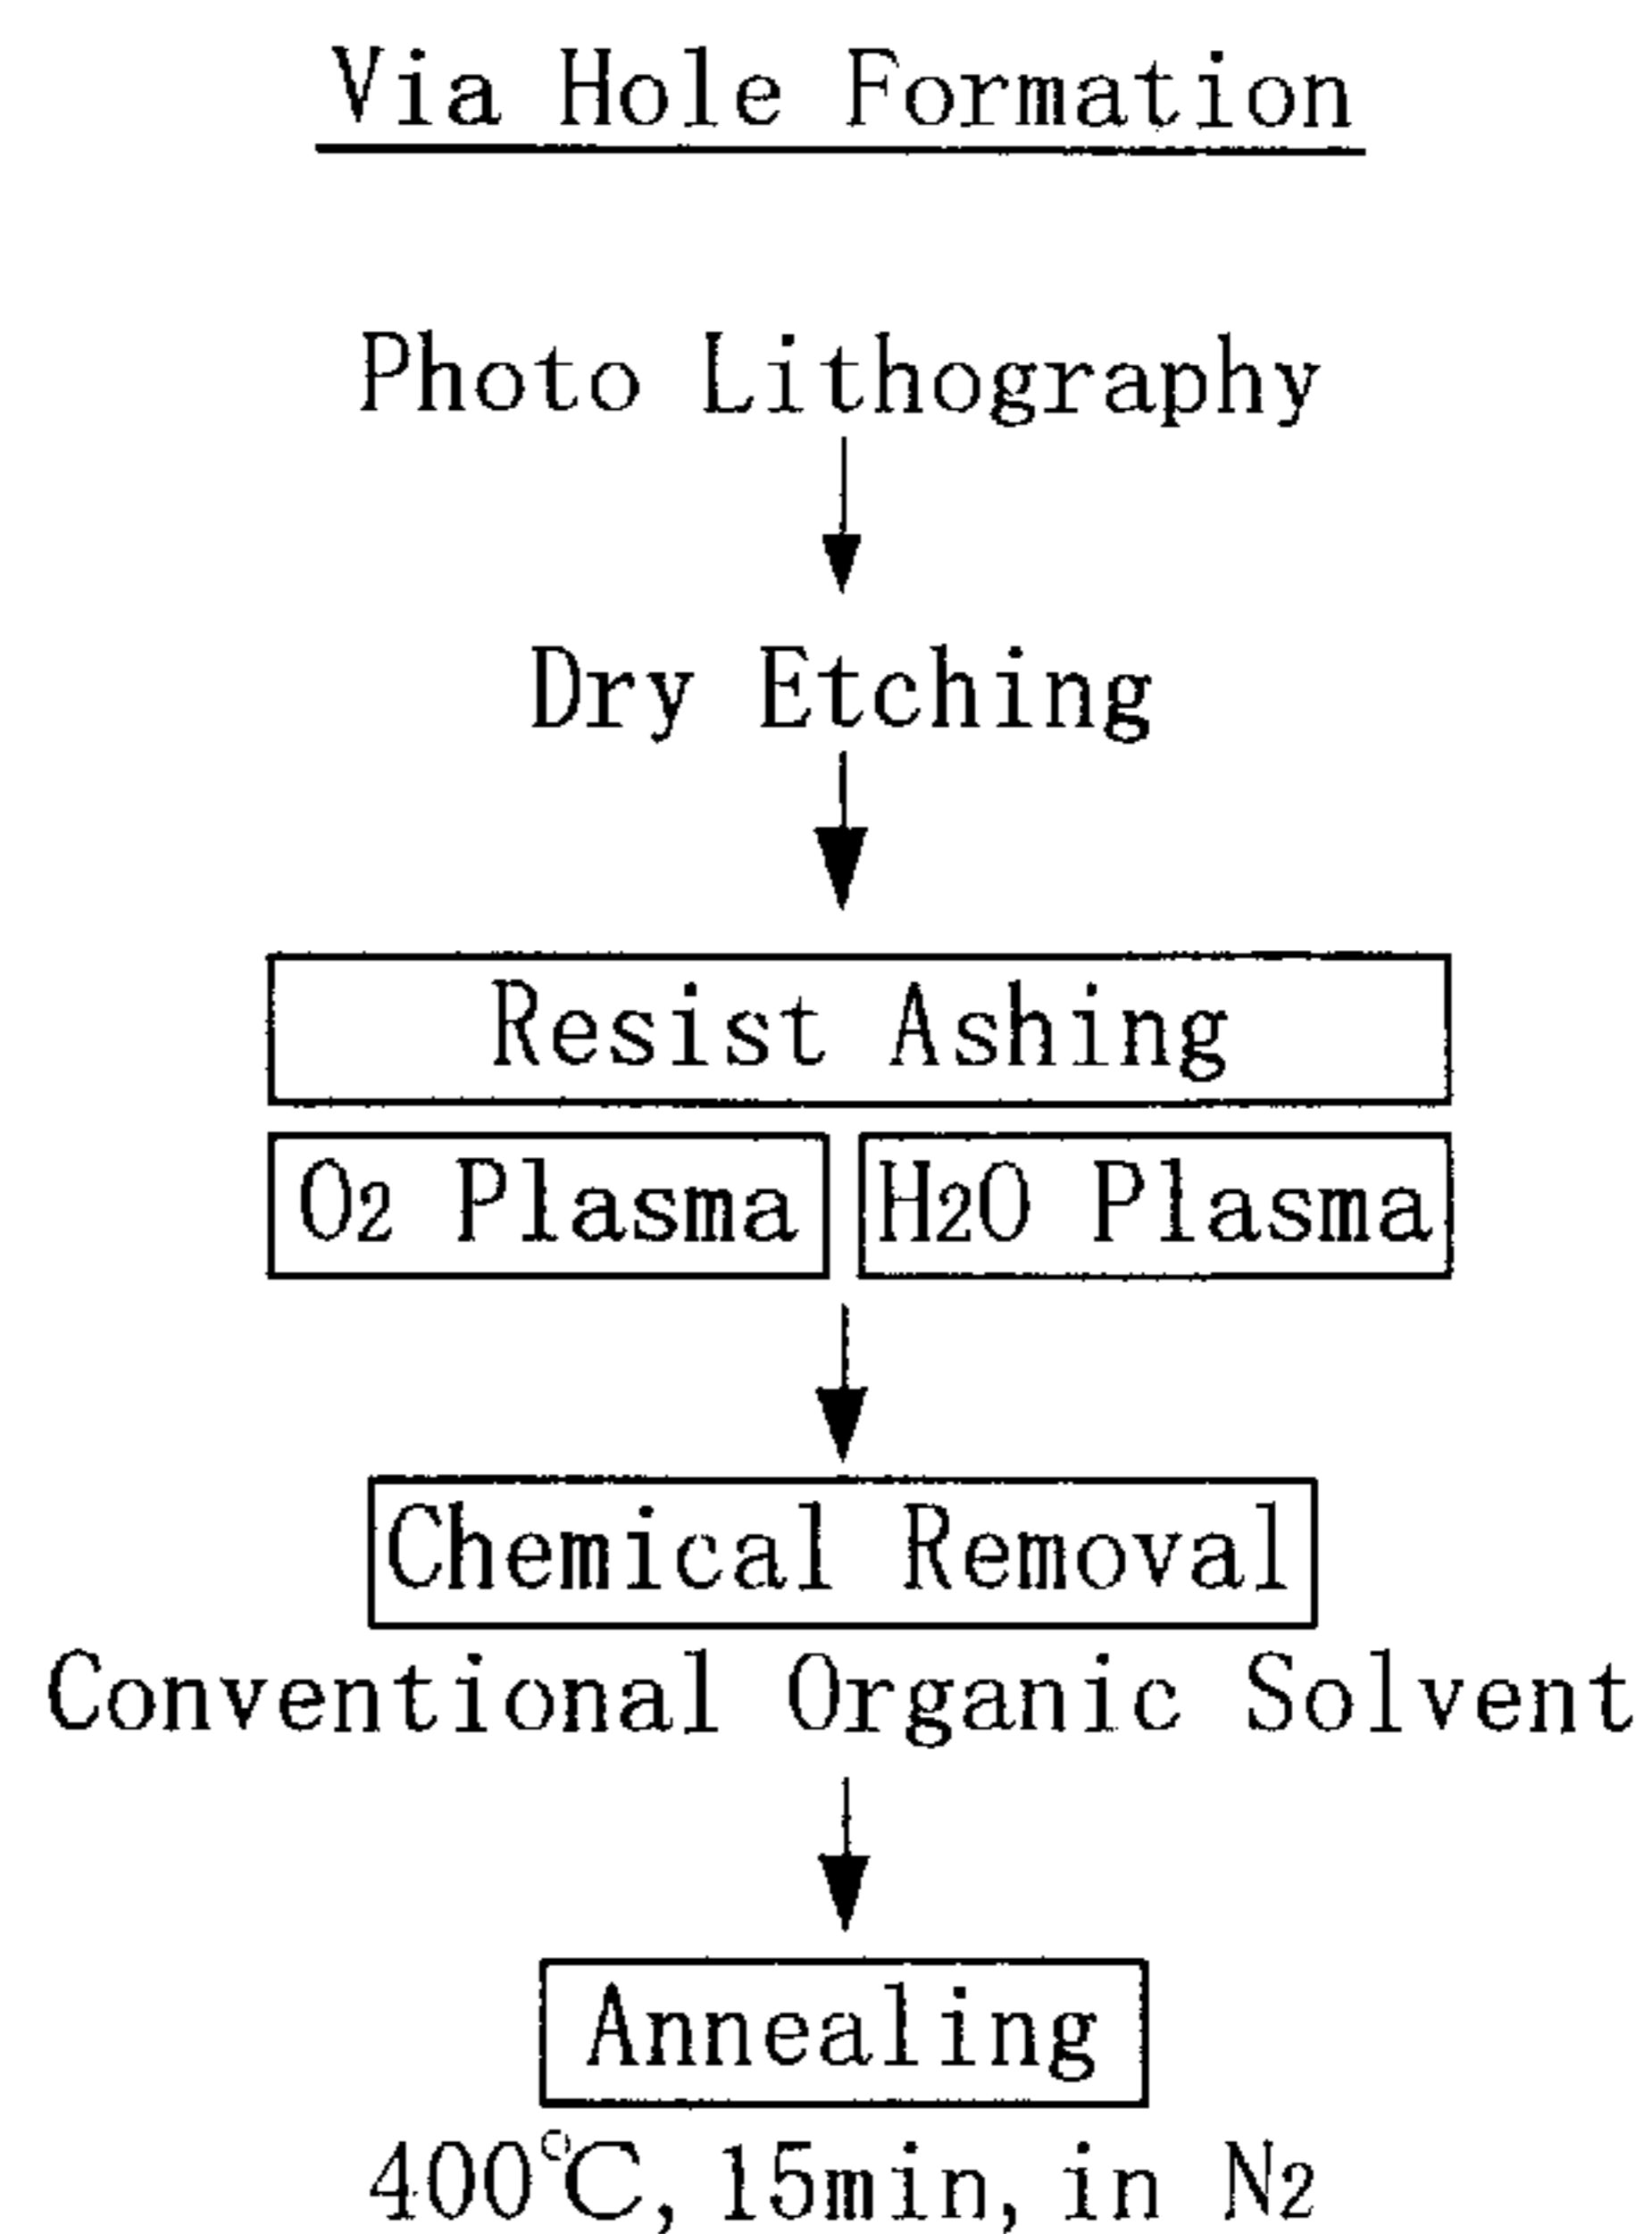 Via Hole Formation
Photo Lithography
Dry Etching
Resist Ashing
O2 Plasma H2O Plasma
Chemical Removal
Conventional Organic Solvent
Annealing
400℃, 15min, in N2